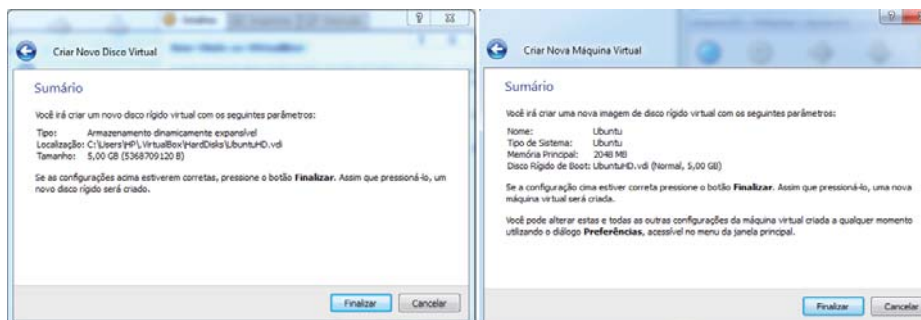 Criar Novo Disco Virtual
Sumário
Você irá criar um novo disco rígido virtual com os seguintes parâmetros:
Tipo: Armazenamento dinamicamente expansível
Localização: C:\Users\HP\.VirtualBox\HardDisks\UbuntuHD.vdi
Tamanho: 5,00 GB (5368709120 B)
Se as configurações acima estiverem corretas, pressione o botão Finalizar. Assim que pressioná-lo, um
novo disco rígido será criado.
Finalizar Cancelar
Criar Nova Máquina Virtual
Sumário
Você irá criar uma nova imagem de disco rígido virtual com os seguintes parâmetros:
Nome: Ubuntu
Tipo de Sistema: Ubuntu
Memória Principal: 2048 MB
Disco Rígido de Boot: UbuntuHD.vdi (Normal, 5,00 GB)
Se a configuração cima estiver correta pressione o botão Finalizar. Assim que pressioná-lo, uma nova
máquina virtual será criada.
Você pode alterar estas e todas as outras configurações da máquina virtual criada a qualquer momento
utilizando o diálogo Preferências, acessível no menu da janela principal.
Finalizar Cancelar